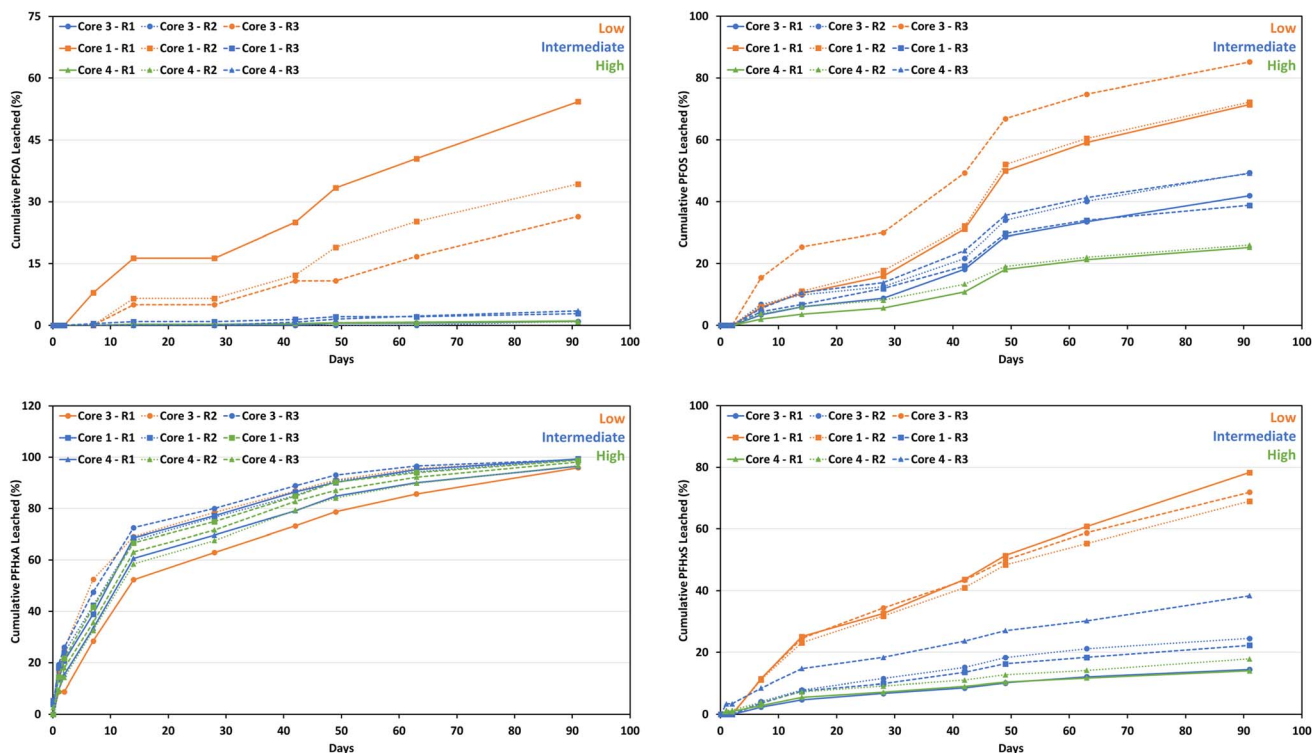 75
60
45
30
15
0
Cumulative PFOA Leached (%)
Core 3 - R1 Core 3 - R2 Core 3 - R3
Core 1 - R1 Core 1 - R2 Core 1 - R3
Core 4 - R1 Core 4 - R2 Core 4 - R3
Low
Intermediate
High
0 10 20 30 40 50 60 70 80 90 100
Days
100
80
60
40
20
0
Cumulative PFOS Leached (%)
Core 3 - R1 Core 3 - R2 Core 3 - R3
Core 1 - R1 Core 1 - R2 Core 1 - R3
Core 4 - R1 Core 4 - R2 Core 4 - R3
Low
Intermediate
High
0 10 20 30 40 50 60 70 80 90 100
Days
120
100
80
60
40
20
0
Cumulative PFHxA Leached (%)
Core 3 - R1 Core 3 - R2 Core 3 - R3
Core 1 - R1 Core 1 - R2 Core 1 - R3
Core 4 - R1 Core 4 - R2 Core 4 - R3
Low
Intermediate
High
0 10 20 30 40 50 60 70 80 90 100
Days
100
80
60
40
20
0
Cumulative PFHxS Leached (%)
Core 3 - R1 Core 3 - R2 Core 3 - R3
Core 1 - R1 Core 1 - R2 Core 1 - R3
Core 4 - R1 Core 4 - R2 Core 4 - R3
Low
Intermediate
High
0 10 20 30 40 50 60 70 80 90 100
Days